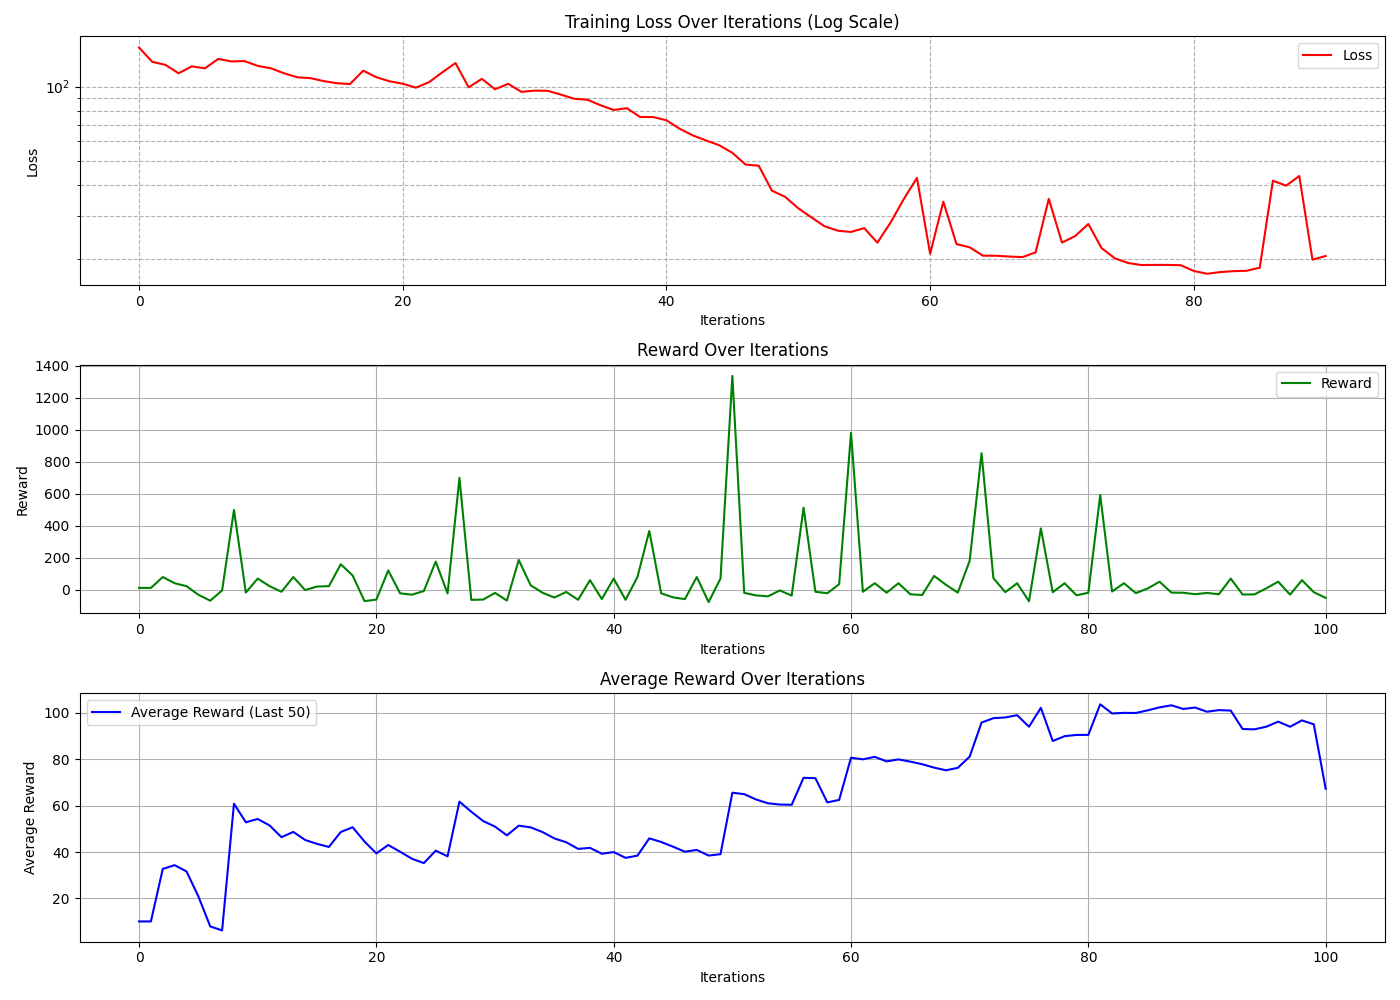 Training Loss Over Iterations (Log Scale)
10²
Loss
Loss
0 20 40 60 80
Iterations
Reward Over Iterations
1400
1200
1000
800
600
400
200
0
Reward
Reward
0 20 40 60 80 100
Iterations
Average Reward Over Iterations
100
80
60
40
20
Average Reward
Average Reward (Last 50)
0 20 40 60 80 100
Iterations